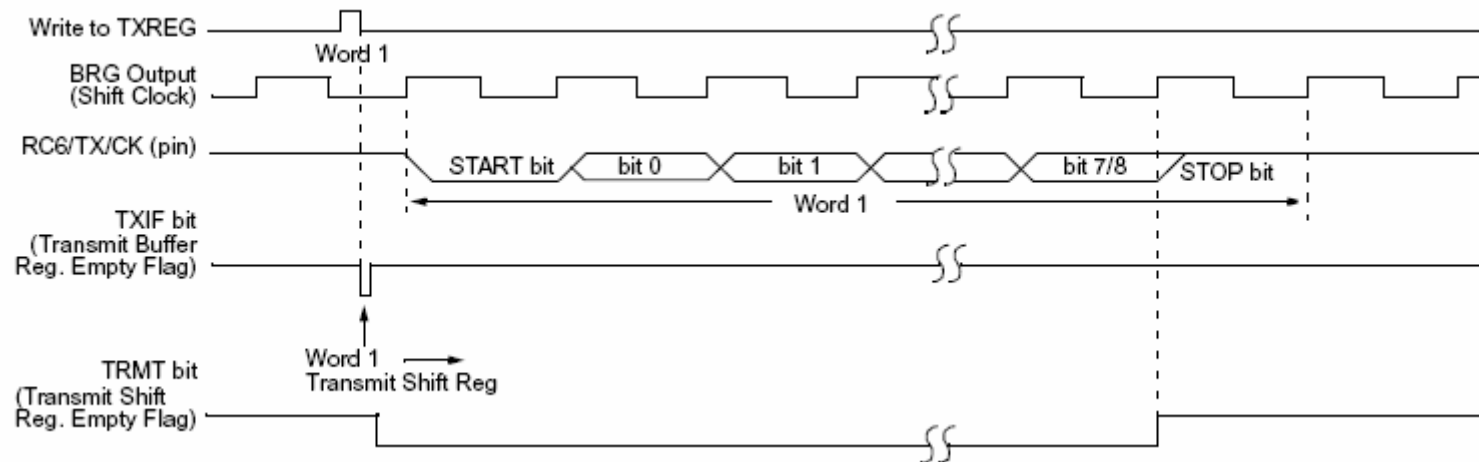 Write to TXREG
Word 1
BRG Output
(Shift Clock)
RC6/TX/CK (pin)
START bit
bit 0
bit 1
bit 7/8
STOP bit
Word 1
TXIF bit
(Transmit Buffer
Reg. Empty Flag)
Word 1
Transmit Shift Reg
TRMT bit
(Transmit Shift
Reg. Empty Flag)